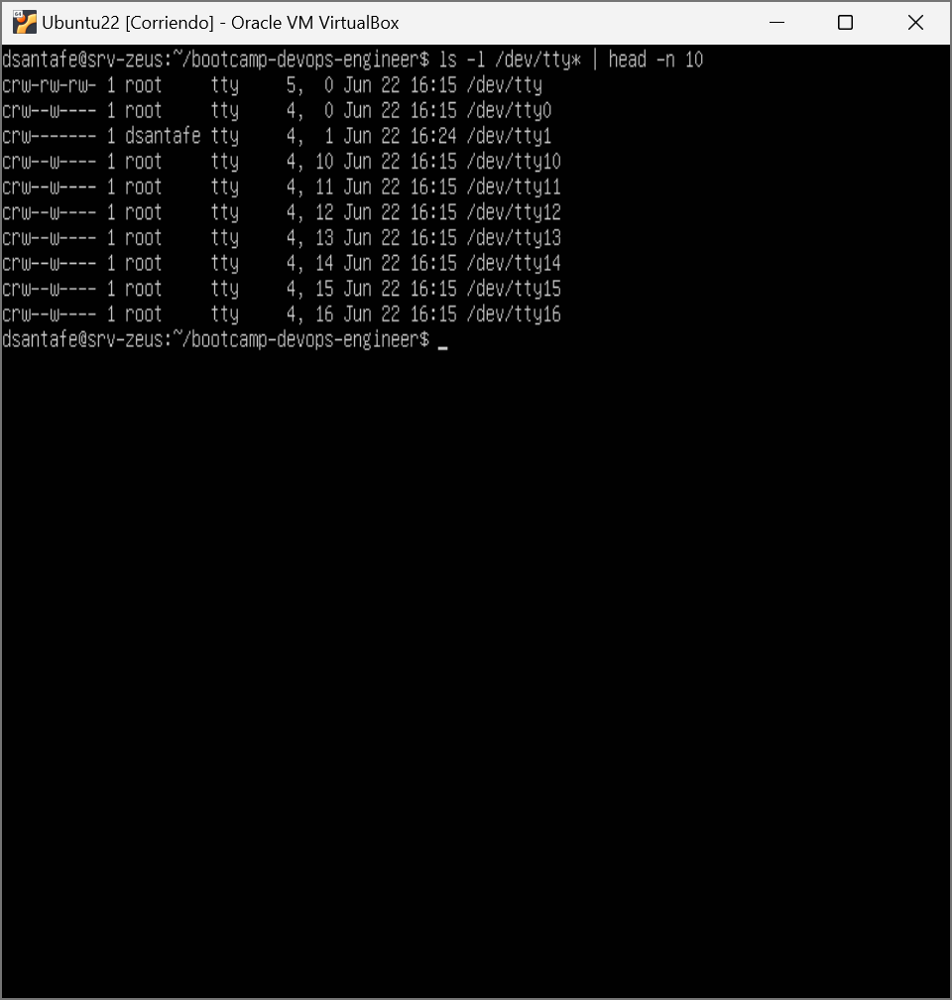 Ubuntu22 [Corriendo] - Oracle VM VirtualBox
dsantafe@srv-zeus:~/bootcamp-devops-engineer$ ls -l /dev/tty* | head -n 10
crw-rw-rw- 1 root     tty     5,  0 Jun 22 16:15 /dev/tty
crw--w---- 1 root     tty     4,  0 Jun 22 16:15 /dev/tty0
crw------- 1 dsantafe tty     4,  1 Jun 22 16:24 /dev/tty1
crw--w---- 1 root     tty     4, 10 Jun 22 16:15 /dev/tty10
crw--w---- 1 root     tty     4, 11 Jun 22 16:15 /dev/tty11
crw--w---- 1 root     tty     4, 12 Jun 22 16:15 /dev/tty12
crw--w---- 1 root     tty     4, 13 Jun 22 16:15 /dev/tty13
crw--w---- 1 root     tty     4, 14 Jun 22 16:15 /dev/tty14
crw--w---- 1 root     tty     4, 15 Jun 22 16:15 /dev/tty15
crw--w---- 1 root     tty     4, 16 Jun 22 16:15 /dev/tty16
dsantafe@srv-zeus:~/bootcamp-devops-engineer$ _